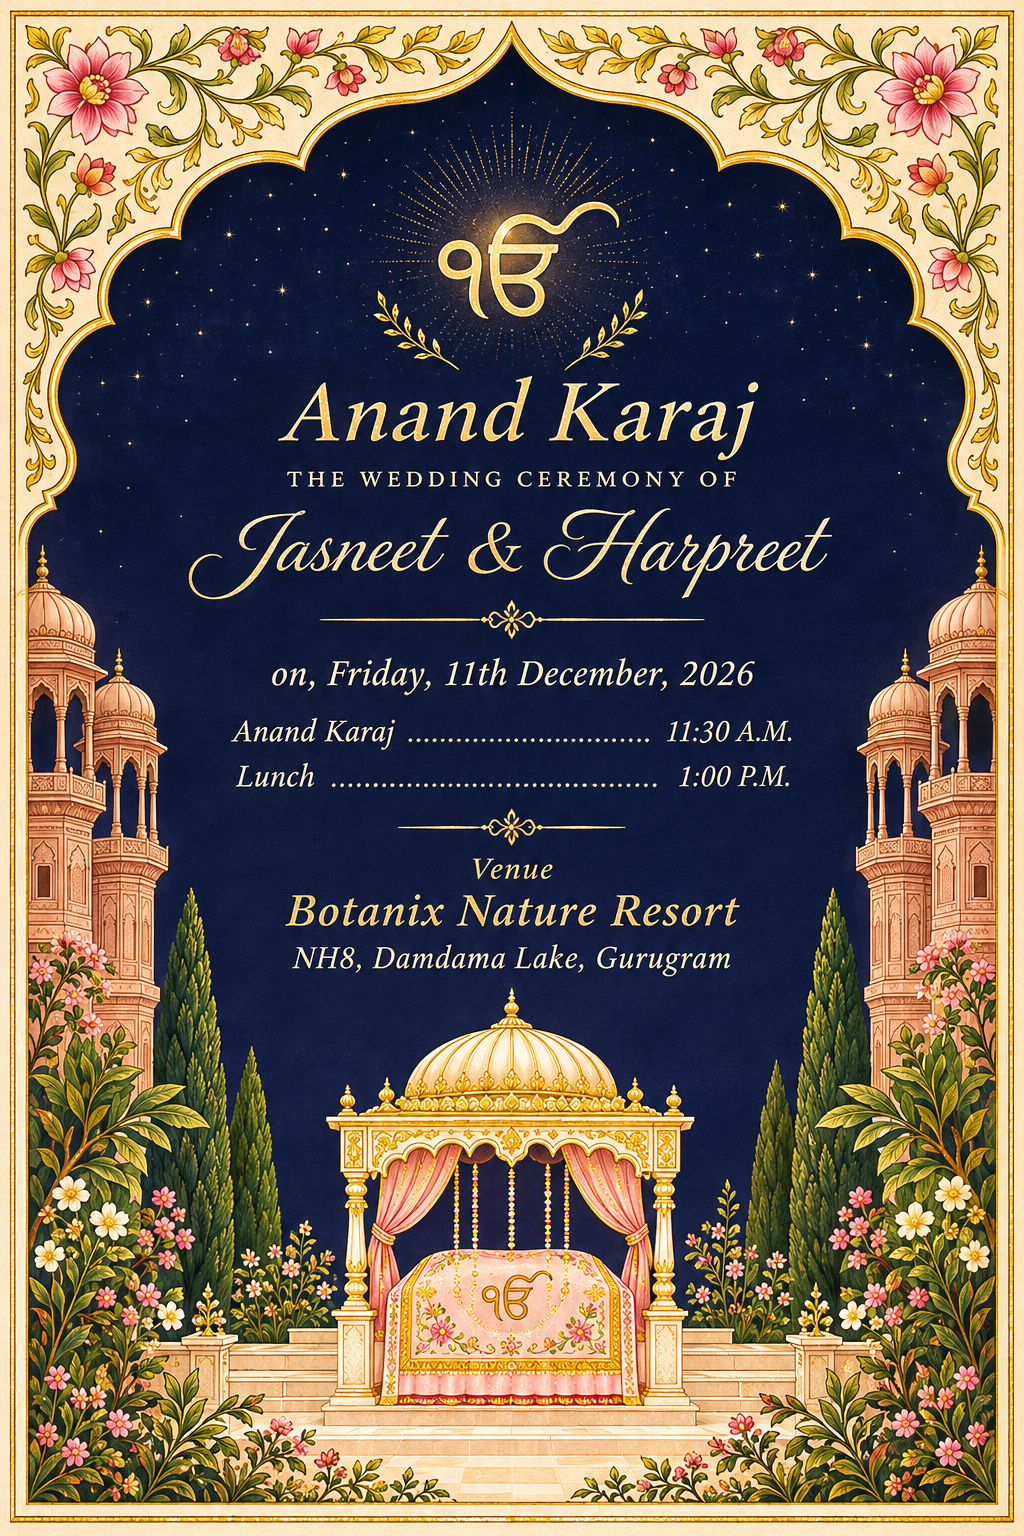 ੴ
Anand Karaj
THE WEDDING CEREMONY OF
Jasneet & Harpreet
on, Friday, 11th December, 2026
Anand Karaj .............................. 11:30 A.M.
Lunch ......................................... 1:00 P.M.
Venue
Botanix Nature Resort
NH8, Damdama Lake, Gurugram
ੴ